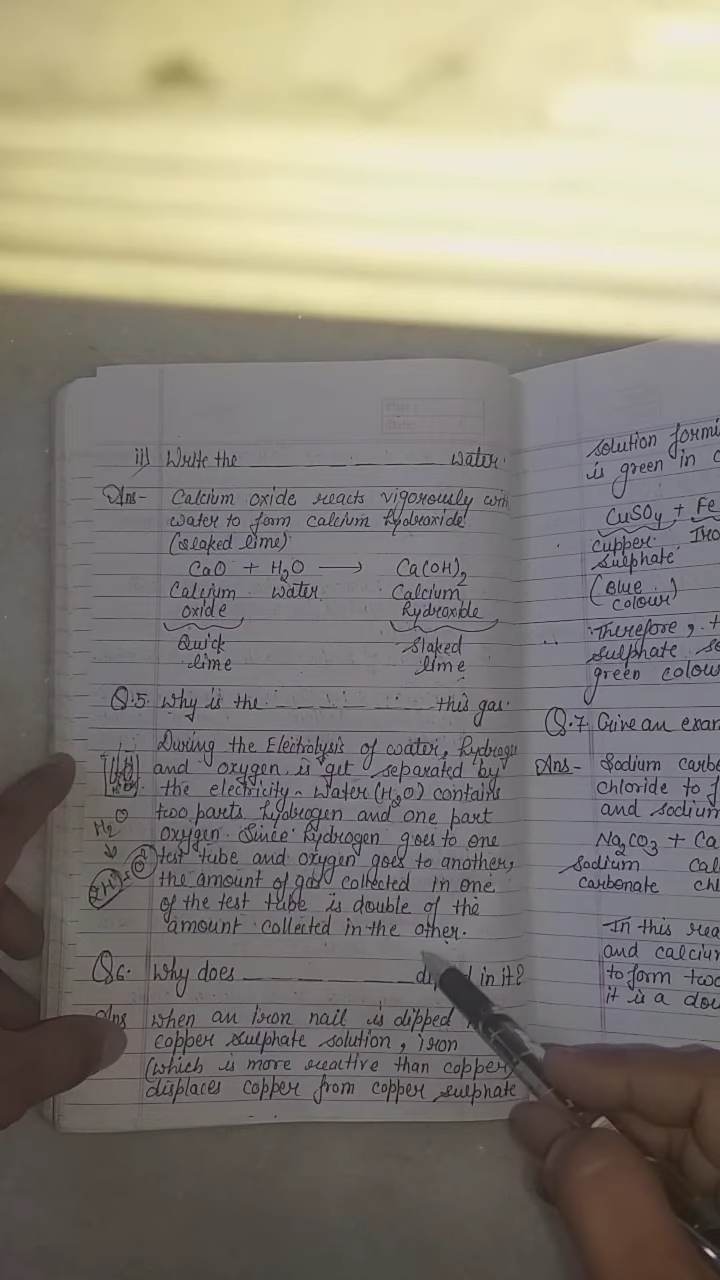 ii) Write the _ _ _ _ water.
Ans- Calcium oxide reacts vigorously with
water to form calcium hydroxide
(slaked lime).
CaO + H₂O ⟶ Ca(OH)₂
Calcium water Calcium
oxide Hydroxide
Quick Slaked
lime lime
Q.5. Why is the _ _ _ _ this gas.
During the Electrolysis of water, hydrogen
and oxygen is get separated by
the electricity. Water (H₂O) contains
two parts hydrogen and one part
oxygen. Since hydrogen goes to one
test tube and oxygen goes to another,
the amount of gas collected in one
of the test tube is double of the
amount collected in the other.
H₂O
Q6. Why does _ in it?
Ans when an iron nail is dipped
copper sulphate solution, iron
(which is more reactive than copper)
displaces copper from copper sulphate
solution formi
is green in c
CuSO₄ + Fe
cupper Iro
sulphate
(Blue
colour)
Therefore, t
sulphate so
green colou
Q.7 Give an exa
Ans- Sodium carb
chloride to f
and sodium
Na₂CO₃ + Ca
sodium cal
carbonate chl
In this rea
and calciu
to form two
it is a dou